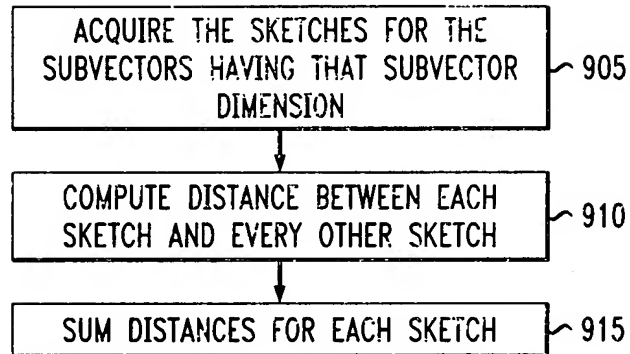 ACQUIRE THE SKETCHES FOR THE
SUBVECTORS HAVING THAT SUBVECTOR
DIMENSION
905
COMPUTE DISTANCE BETWEEN EACH
SKETCH AND EVERY OTHER SKETCH
910
SUM DISTANCES FOR EACH SKETCH
915